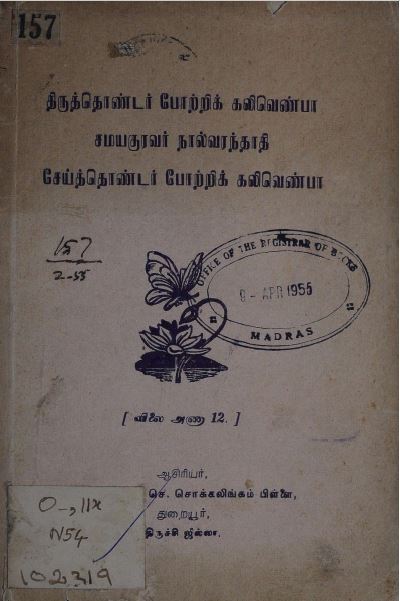 157
திருத்தொண்டர் போற்றிக் கலிவெண்பா
சமயகுரவர் நால்வரந்தாதி
சேய்த்தொண்டர் போற்றிக் கலிவெண்பா
157
2-55
OFFICE OF THE REGISTRAR OF BOOKS
9- APR 1955
MADRAS
[ விலை அணா 12. ]
ஆசிரியர்,
செ. சொக்கலிங்கம் பிள்ளை,
துறையூர்,
திருச்சி ஜில்லா.
O-,11x
N54
102319